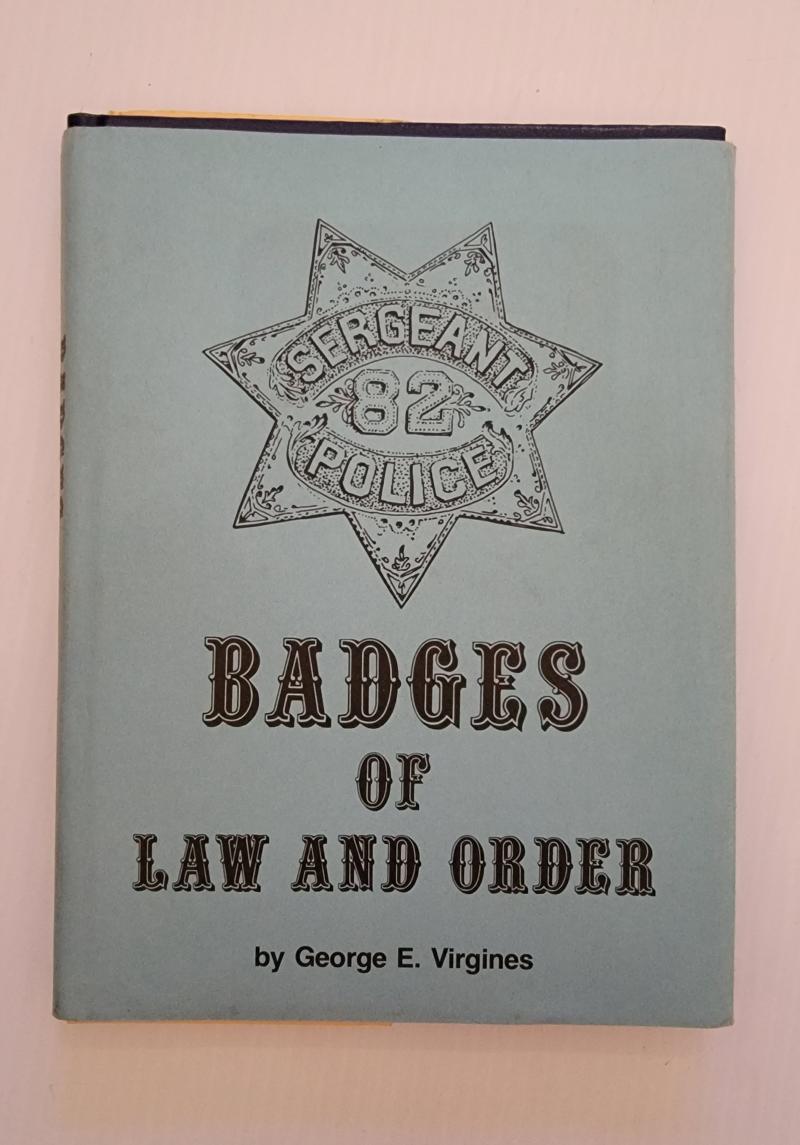 SERGEANT
82
POLICE
BADGES
OF
LAW AND ORDER
by George E. Virgines